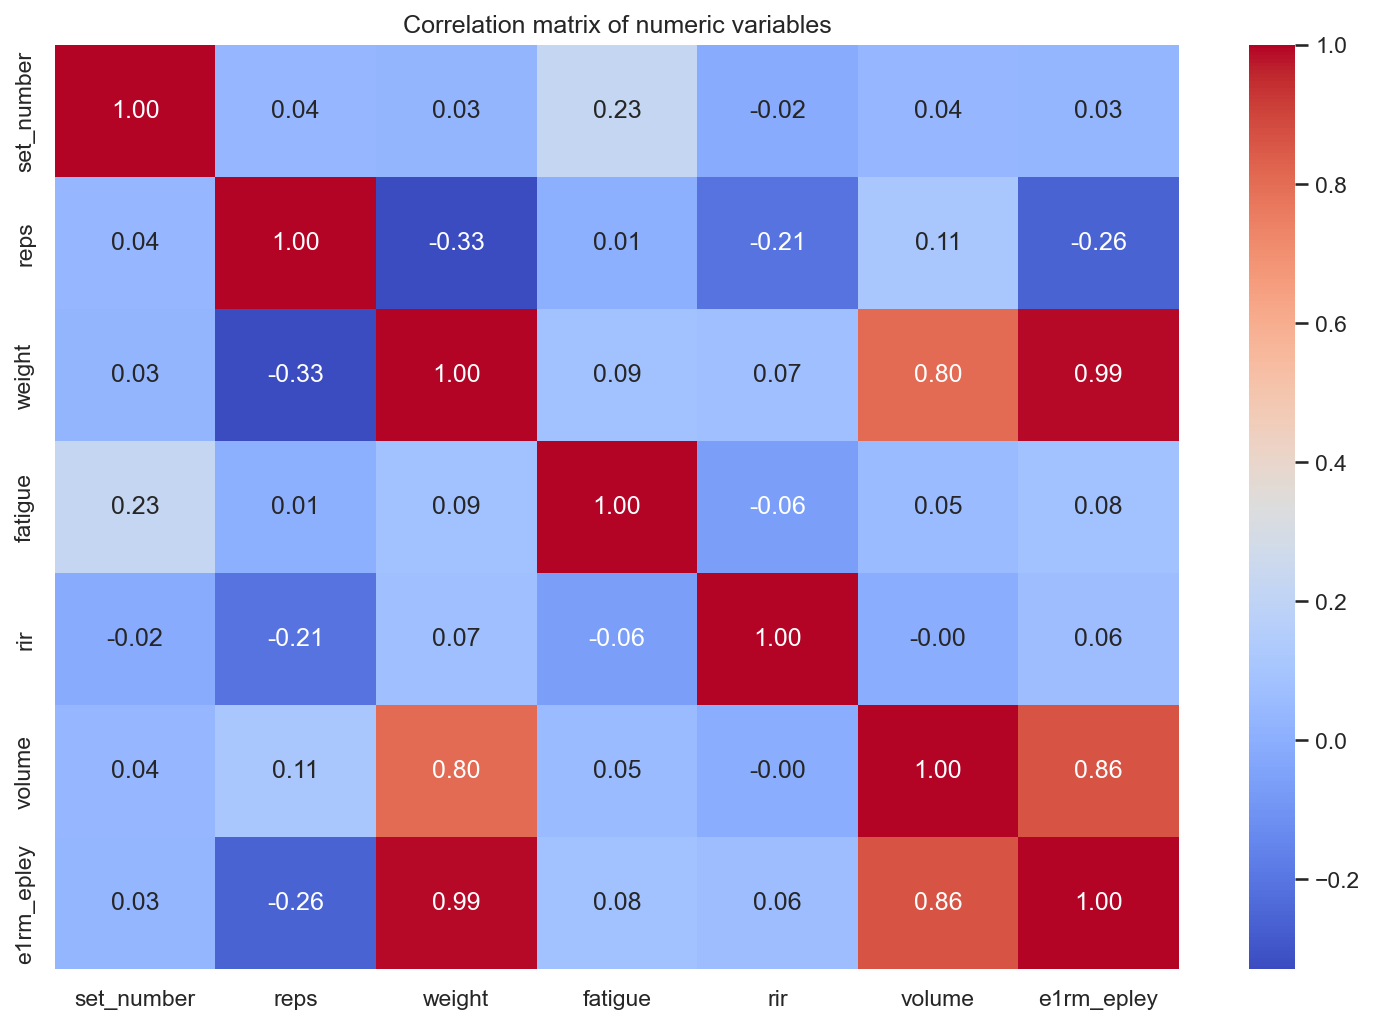 Correlation matrix of numeric variables
set_number 1.00 0.04 0.03 0.23 -0.02 0.04 0.03
reps 0.04 1.00 -0.33 0.01 -0.21 0.11 -0.26
weight 0.03 -0.33 1.00 0.09 0.07 0.80 0.99
fatigue 0.23 0.01 0.09 1.00 -0.06 0.05 0.08
rir -0.02 -0.21 0.07 -0.06 1.00 -0.00 0.06
volume 0.04 0.11 0.80 0.05 -0.00 1.00 0.86
e1rm_epley 0.03 -0.26 0.99 0.08 0.06 0.86 1.00
set_number reps weight fatigue rir volume e1rm_epley
1.0
0.8
0.6
0.4
0.2
0.0
−0.2